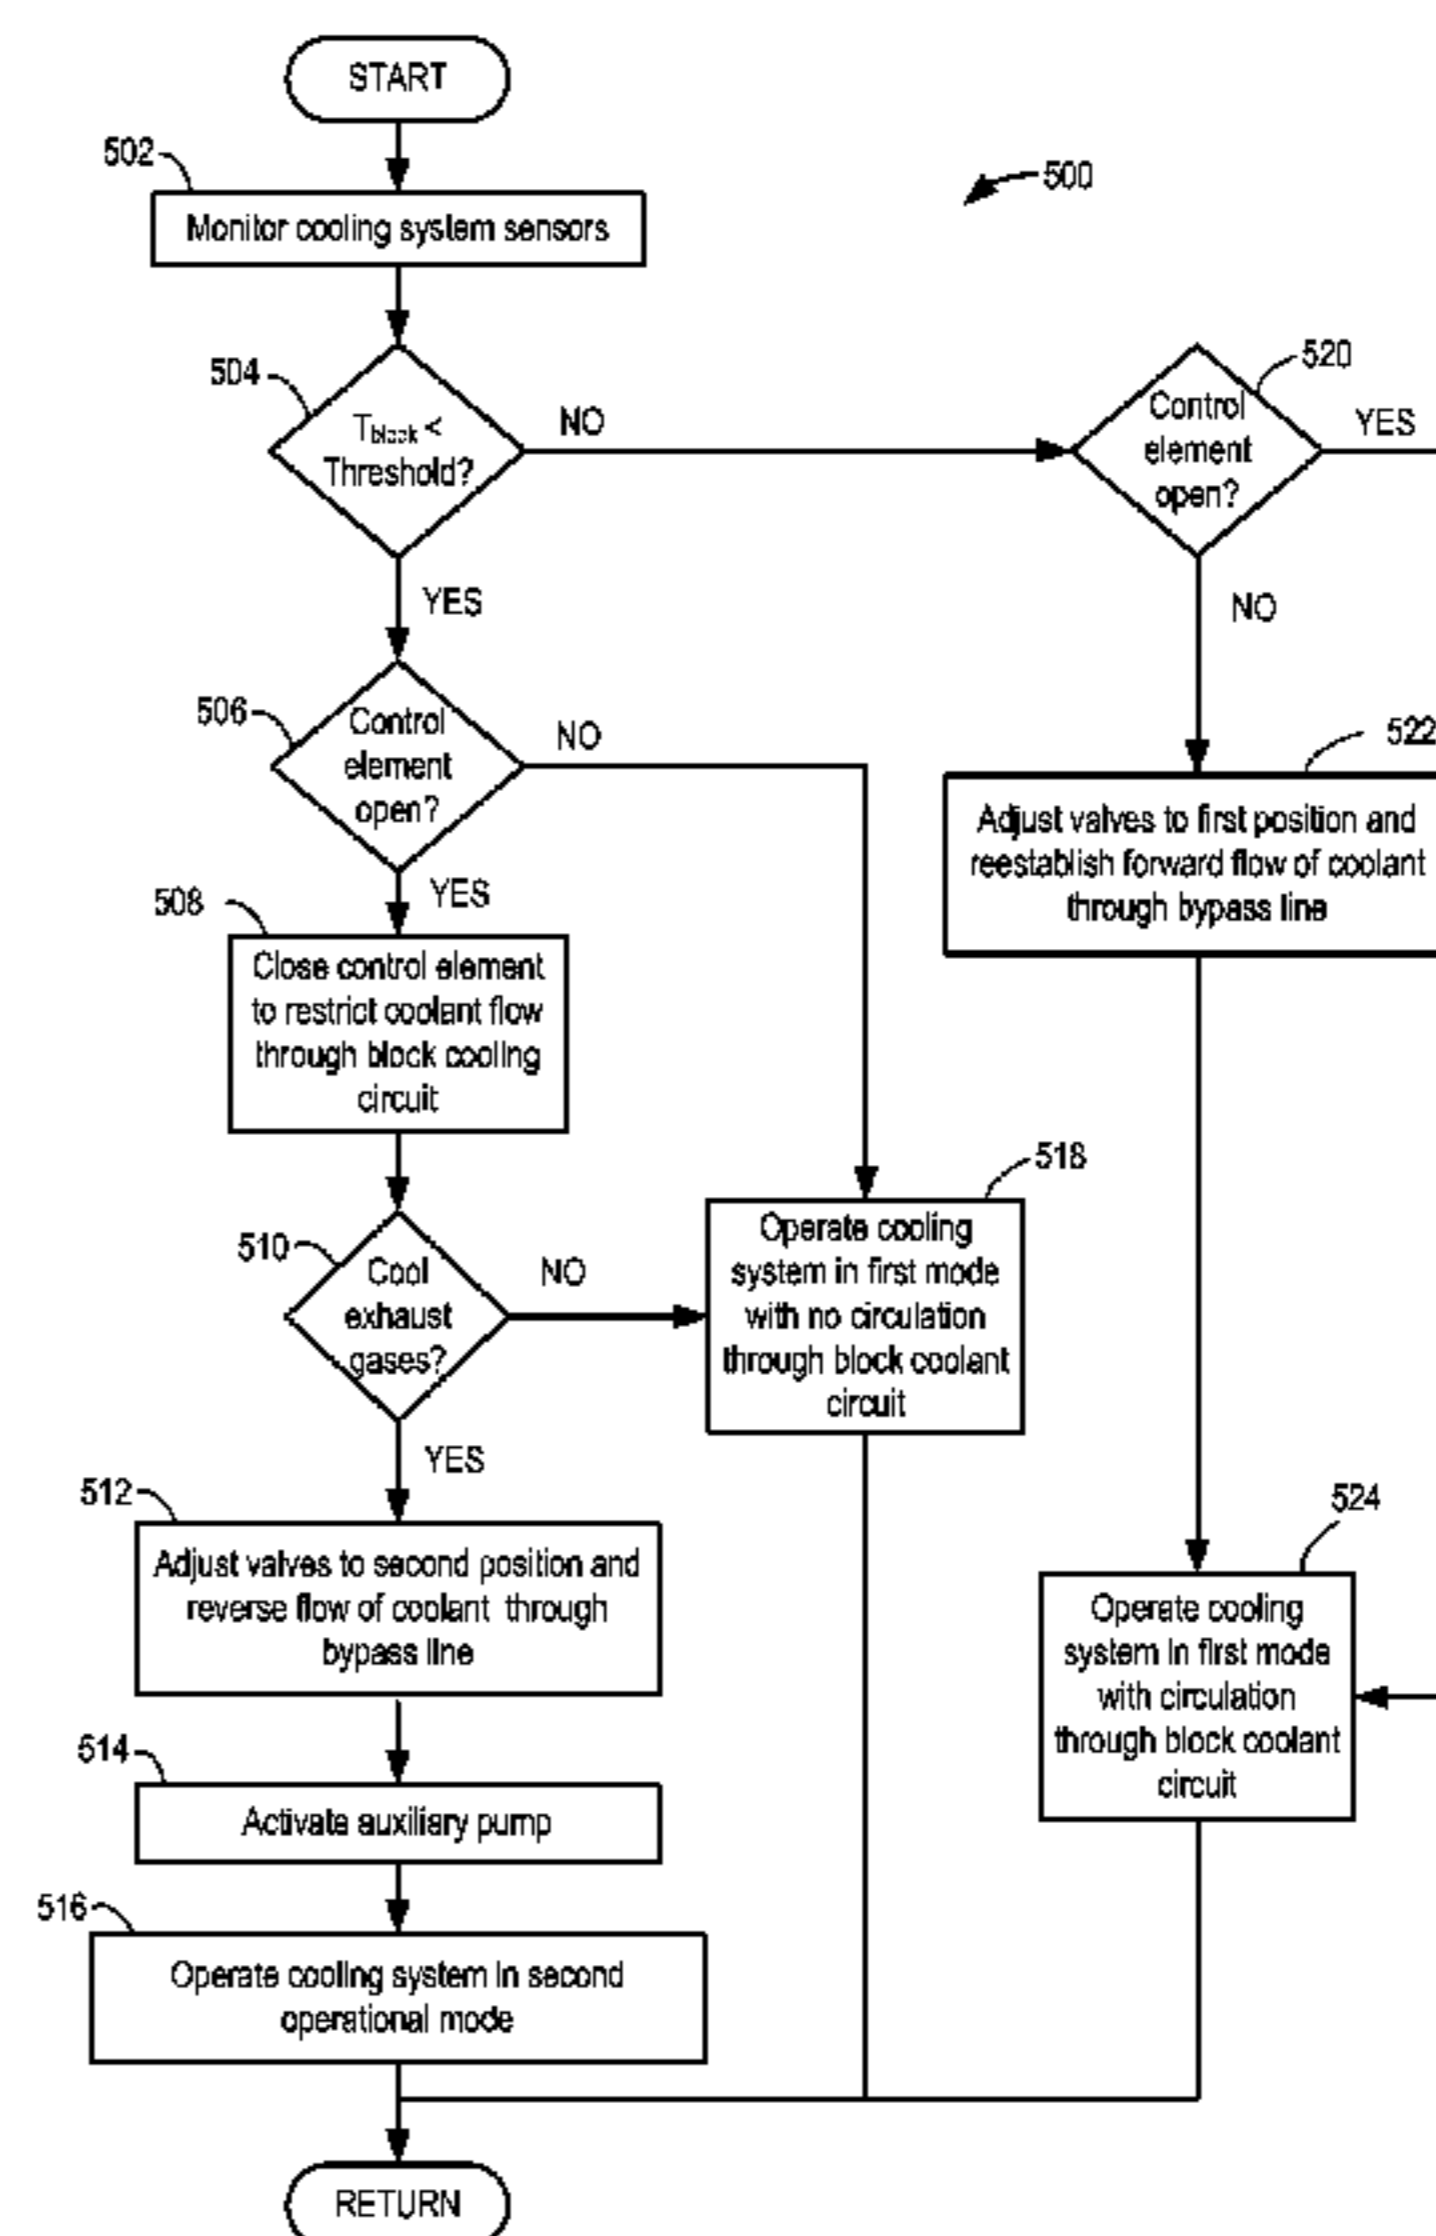 START
502
Monitor cooling system sensors
500
504
T_block <
Threshold?
NO
YES
520
Control
element
open?
YES
NO
506
Control
element
open?
NO
YES
522
Adjust valves to first position and
reestablish forward flow of coolant
through bypass line
508
Close control element
to restrict coolant flow
through block cooling
circuit
510
Cool
exhaust
gases?
NO
YES
518
Operate cooling
system in first mode
with no circulation
through block coolant
circuit
512
Adjust valves to second position and
reverse flow of coolant through
bypass line
524
Operate cooling
system in first mode
with circulation
through block coolant
circuit
514
Activate auxiliary pump
516
Operate cooling system in second
operational mode
RETURN